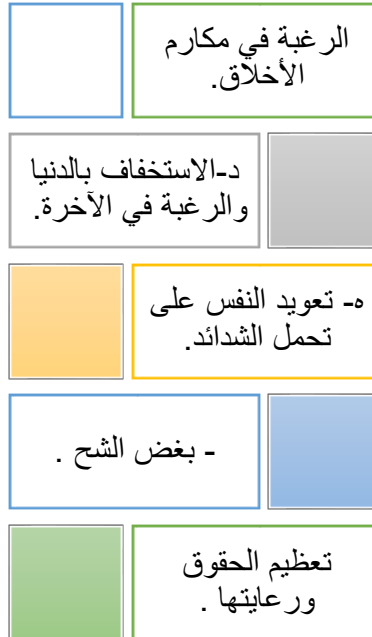 الرغبة في مكارم
الأخلاق.
د-الاستخفاف بالدنيا
والرغبة في الآخرة.
ه- تعويد النفس على
تحمل الشدائد.
- بغض الشح .
تعظيم الحقوق
ورعايتها .